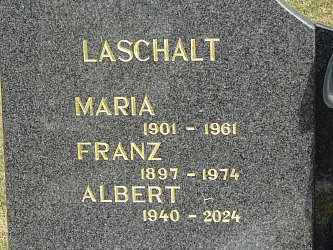 LASCHALT
MARIA
1901 - 1961
FRANZ
1897 - 1974
ALBERT
1940 - 2024